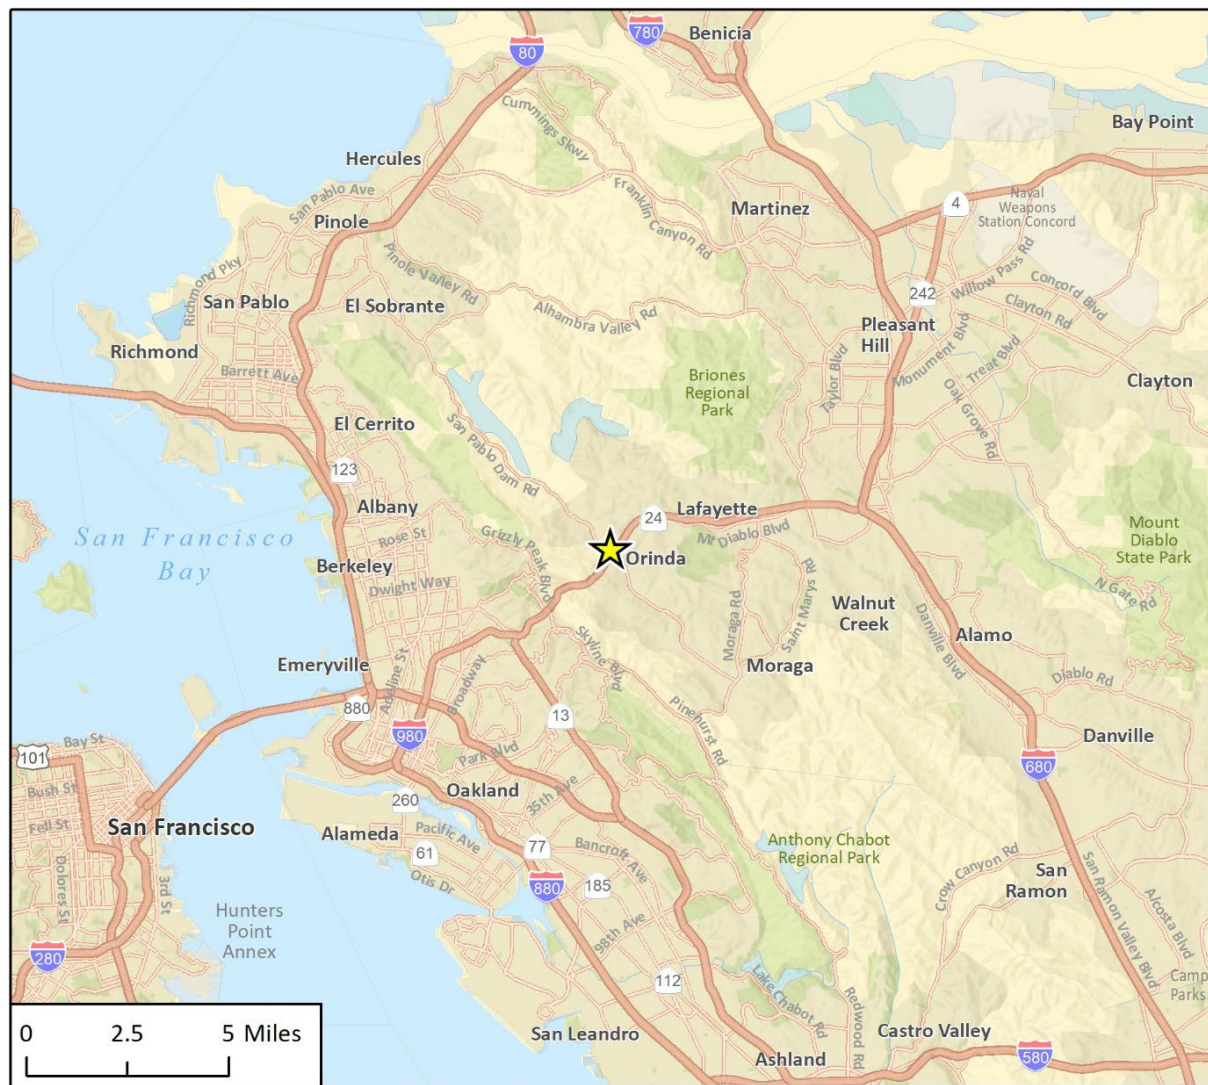 780
Benicia
80
Cummings Skwy
Bay Point
Hercules
San Pablo Ave
Franklin Canyon Rd
Martinez
4
Naval
Weapons
Station Concord
Pinole
Richmond Pky
Pinole Valley Rd
Willow Pass Rd
San Pablo
El Sobrante
242
Concord Blvd
Clayton Rd
Alhambra Valley Rd
Pleasant
Hill
Monument Blvd
Treat Blvd
Richmond
Barrett Ave
Briones
Regional
Park
Taylor Blvd
Oak Grove Rd
Clayton
El Cerrito
San Pablo Dam Rd
123
Albany
24
Lafayette
Mt Diablo Blvd
San Francisco
Bay
Rose St
Grizzly Peak Blvd
Mount
Diablo
State Park
Berkeley
Orinda
Dwight Way
N Gate Rd
Moraga Rd
Saint Marys Rd
Walnut
Creek
Danville Blvd
Alamo
Skyline Blvd
Emeryville
Adeline St
Broadway
Moraga
Diablo Rd
880
13
Pinehurst Rd
980
Danville
101
Bay St
Park Blvd
680
Bush St
Oakland
35th Ave
260
Fell St
San Francisco
Alameda
Pacific Ave
61
77
Bancroft Ave
Anthony Chabot
Regional Park
Otis Dr
880
185
Crow Canyon Rd
San
Ramon
San Ramon Valley Blvd
Alcosta Blvd
Dolores St
3rd St
Hunters
Point
Annex
98th Ave
280
112
Lake Chabot Rd
Redwood Rd
Camp
Parks
0 2.5 5 Miles
San Leandro
Castro Valley
Ashland
580